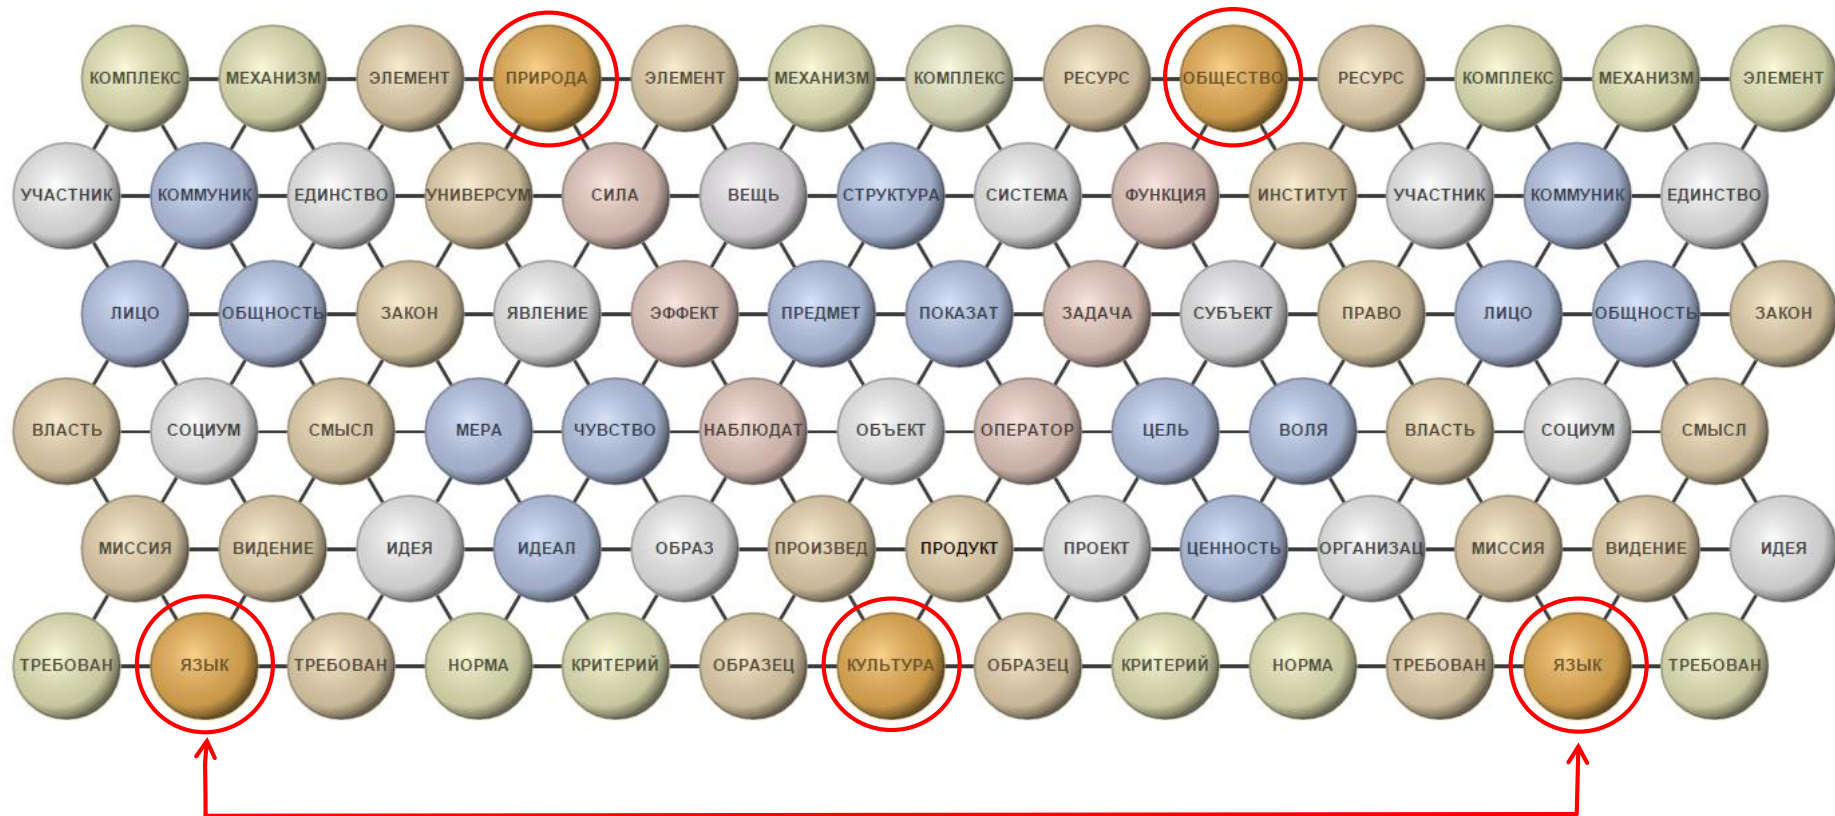 КОМПЛЕКС МЕХАНИЗМ ЭЛЕМЕНТ ПРИРОДА ЭЛЕМЕНТ МЕХАНИЗМ КОМПЛЕКС РЕСУРС ОБЩЕСТВО РЕСУРС КОМПЛЕКС МЕХАНИЗМ ЭЛЕМЕНТ
УЧАСТНИК КОММУНИК ЕДИНСТВО УНИВЕРСУМ СИЛА ВЕЩЬ СТРУКТУРА СИСТЕМА ФУНКЦИЯ ИНСТИТУТ УЧАСТНИК КОММУНИК ЕДИНСТВО
ЛИЦО ОБЩНОСТЬ ЗАКОН ЯВЛЕНИЕ ЭФФЕКТ ПРЕДМЕТ ПОКАЗАТ ЗАДАЧА СУБЪЕКТ ПРАВО ЛИЦО ОБЩНОСТЬ ЗАКОН
ВЛАСТЬ СОЦИУМ СМЫСЛ МЕРА ЧУВСТВО НАБЛЮДАТ ОБЪЕКТ ОПЕРАТОР ЦЕЛЬ ВОЛЯ ВЛАСТЬ СОЦИУМ СМЫСЛ
МИССИЯ ВИДЕНИЕ ИДЕЯ ИДЕАЛ ОБРАЗ ПРОИЗВЕД ПРОДУКТ ПРОЕКТ ЦЕННОСТЬ ОРГАНИЗАЦ МИССИЯ ВИДЕНИЕ ИДЕЯ
ТРЕБОВАН ЯЗЫК ТРЕБОВАН НОРМА КРИТЕРИЙ ОБРАЗЕЦ КУЛЬТУРА ОБРАЗЕЦ КРИТЕРИЙ НОРМА ТРЕБОВАН ЯЗЫК ТРЕБОВАН